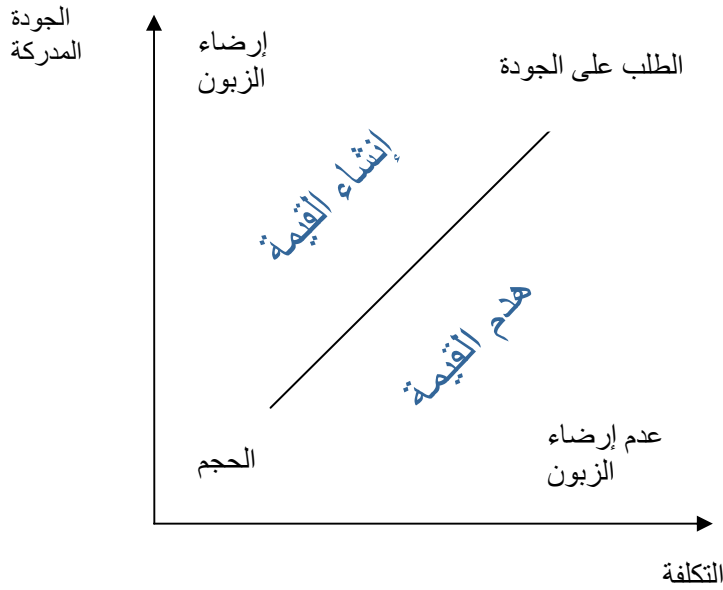 الجودة
المدركة
إرضاء
الزبون
الطلب على الجودة
إنشاء القيمة
هدم القيمة
الحجم
عدم إرضاء
الزبون
التكلفة